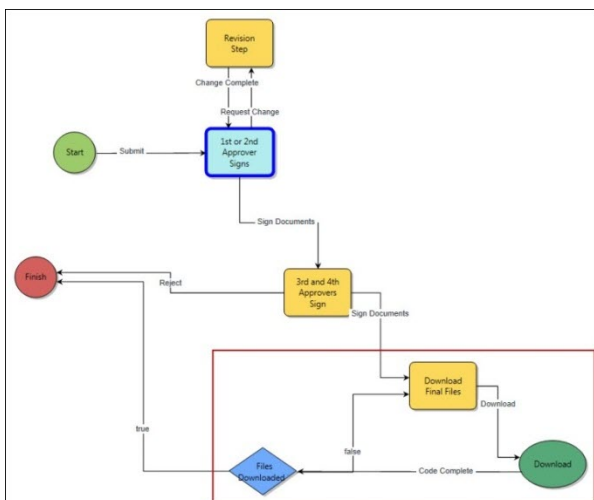 Revision
Step
Change Complete
Request Change
Start
Submit
1st or 2nd
Approver
Signs
Sign Documents
Finish
Reject
3rd and 4th
Approvers
Sign
Sign Documents
Download
Final Files
Download
true
false
Files
Downloaded
Code Complete
Download